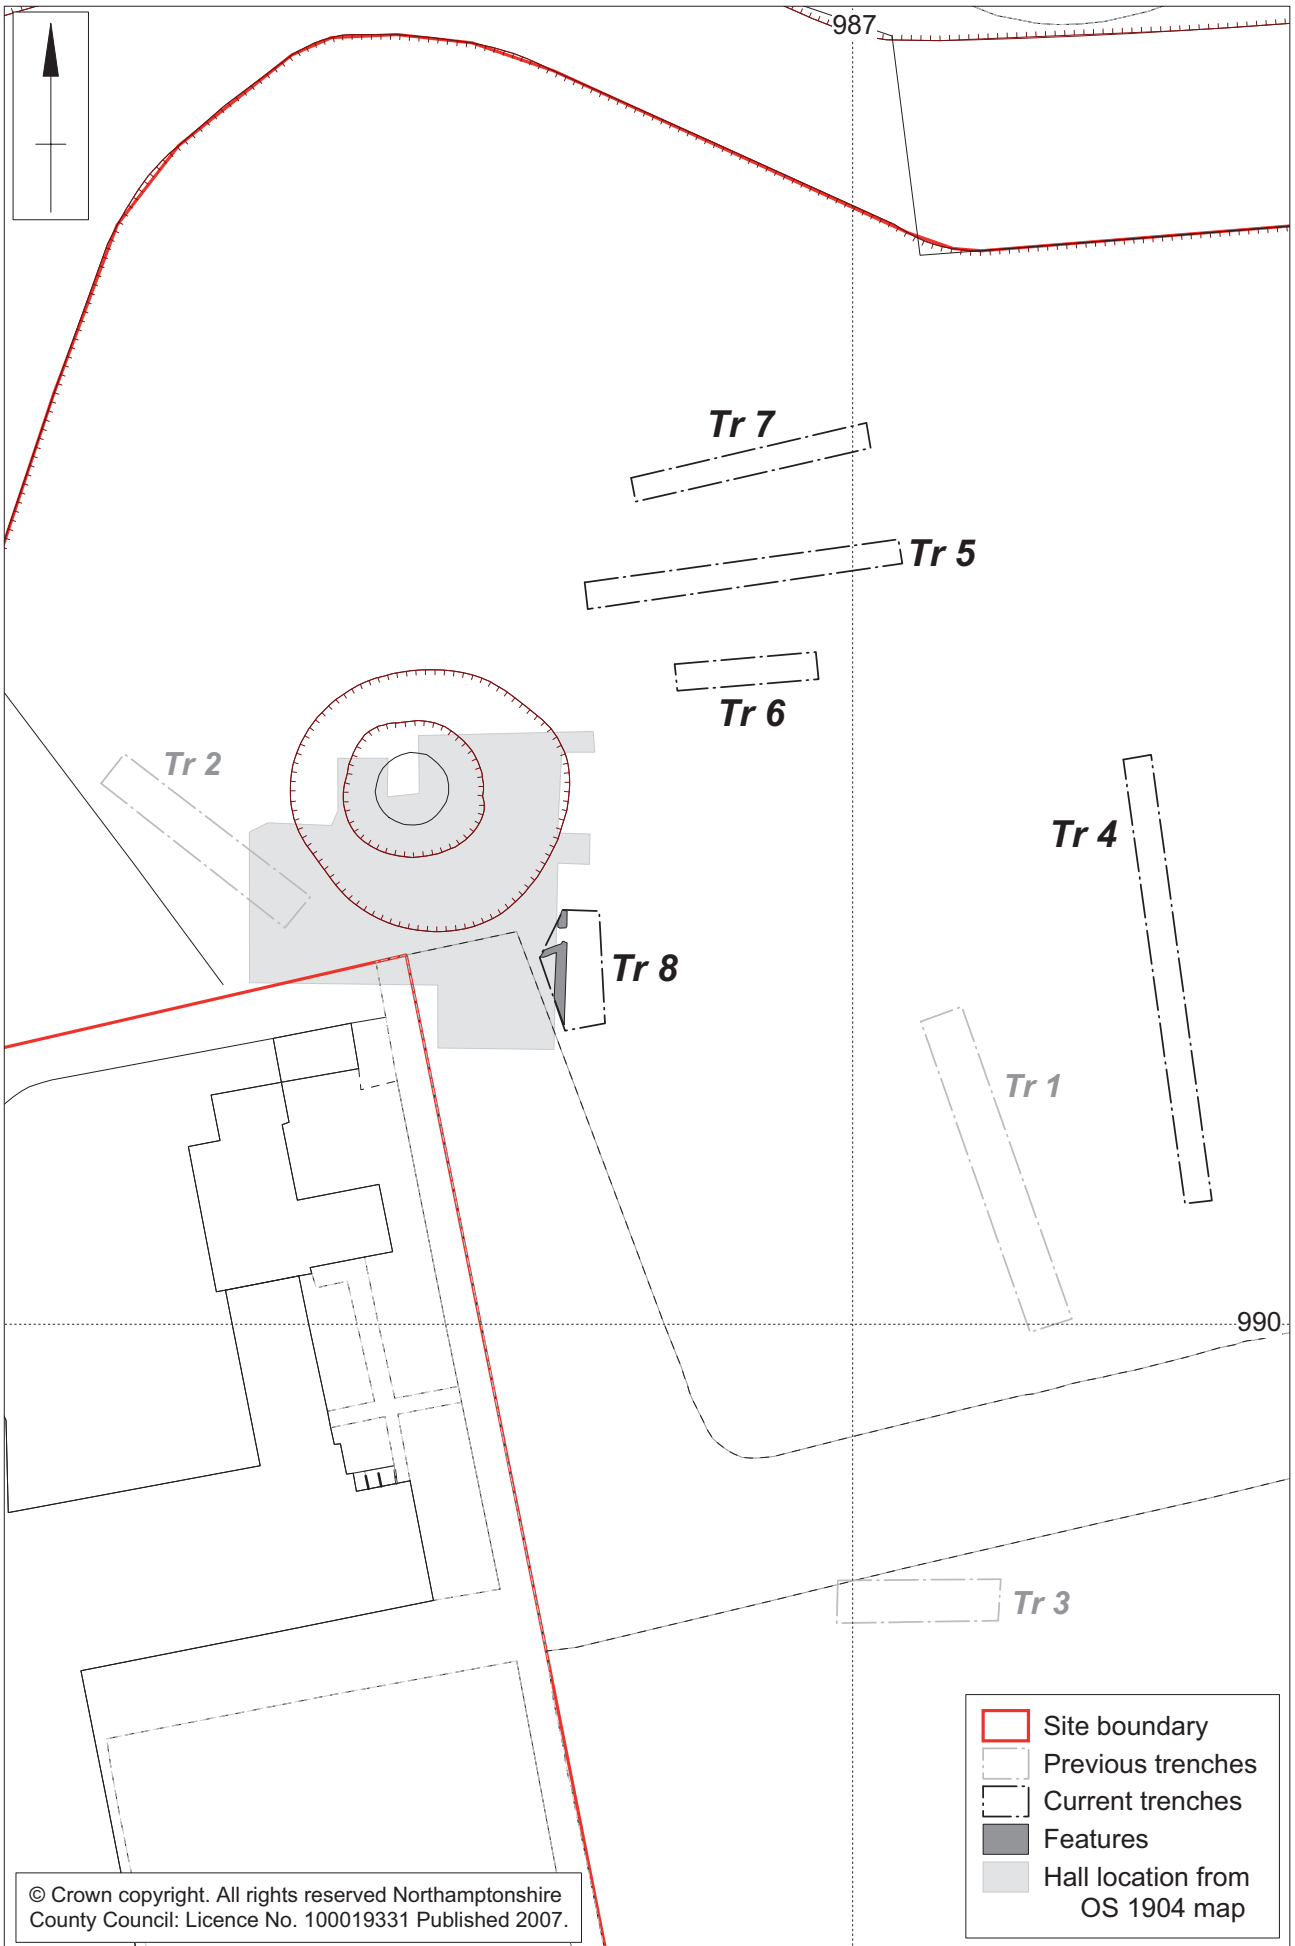 987
Tr 7
Tr 5
Tr 6
Tr 2
Tr 4
Tr 8
Tr 1
990
Tr 3
Site boundary
Previous trenches
Current trenches
Features
Hall location from
OS 1904 map
© Crown copyright. All rights reserved Northamptonshire
County Council: Licence No. 100019331 Published 2007.